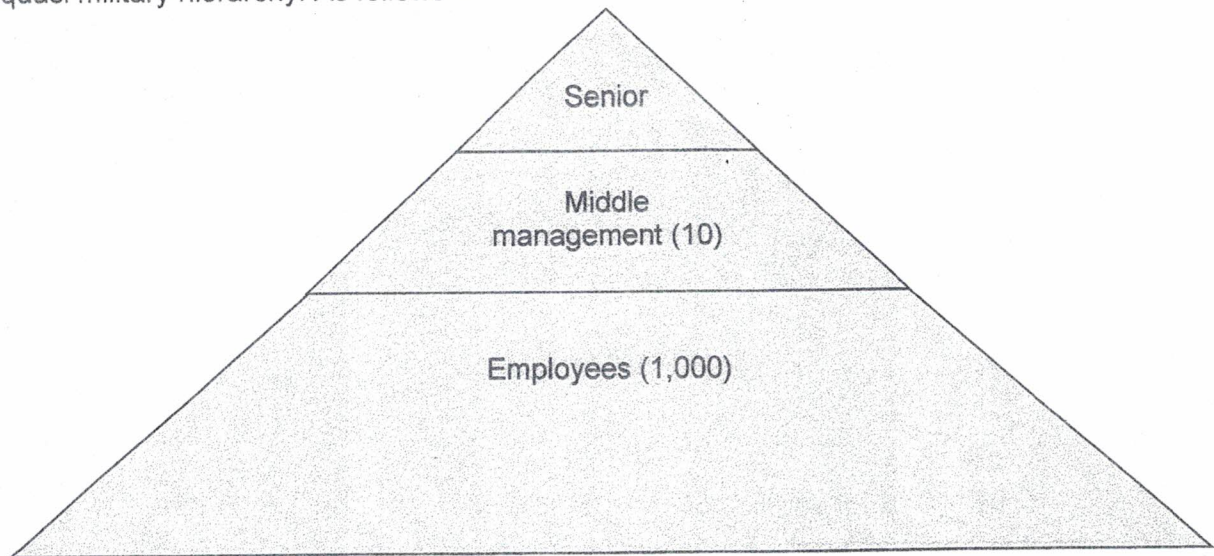 Senior
Middle
management (10)
Employees (1,000)